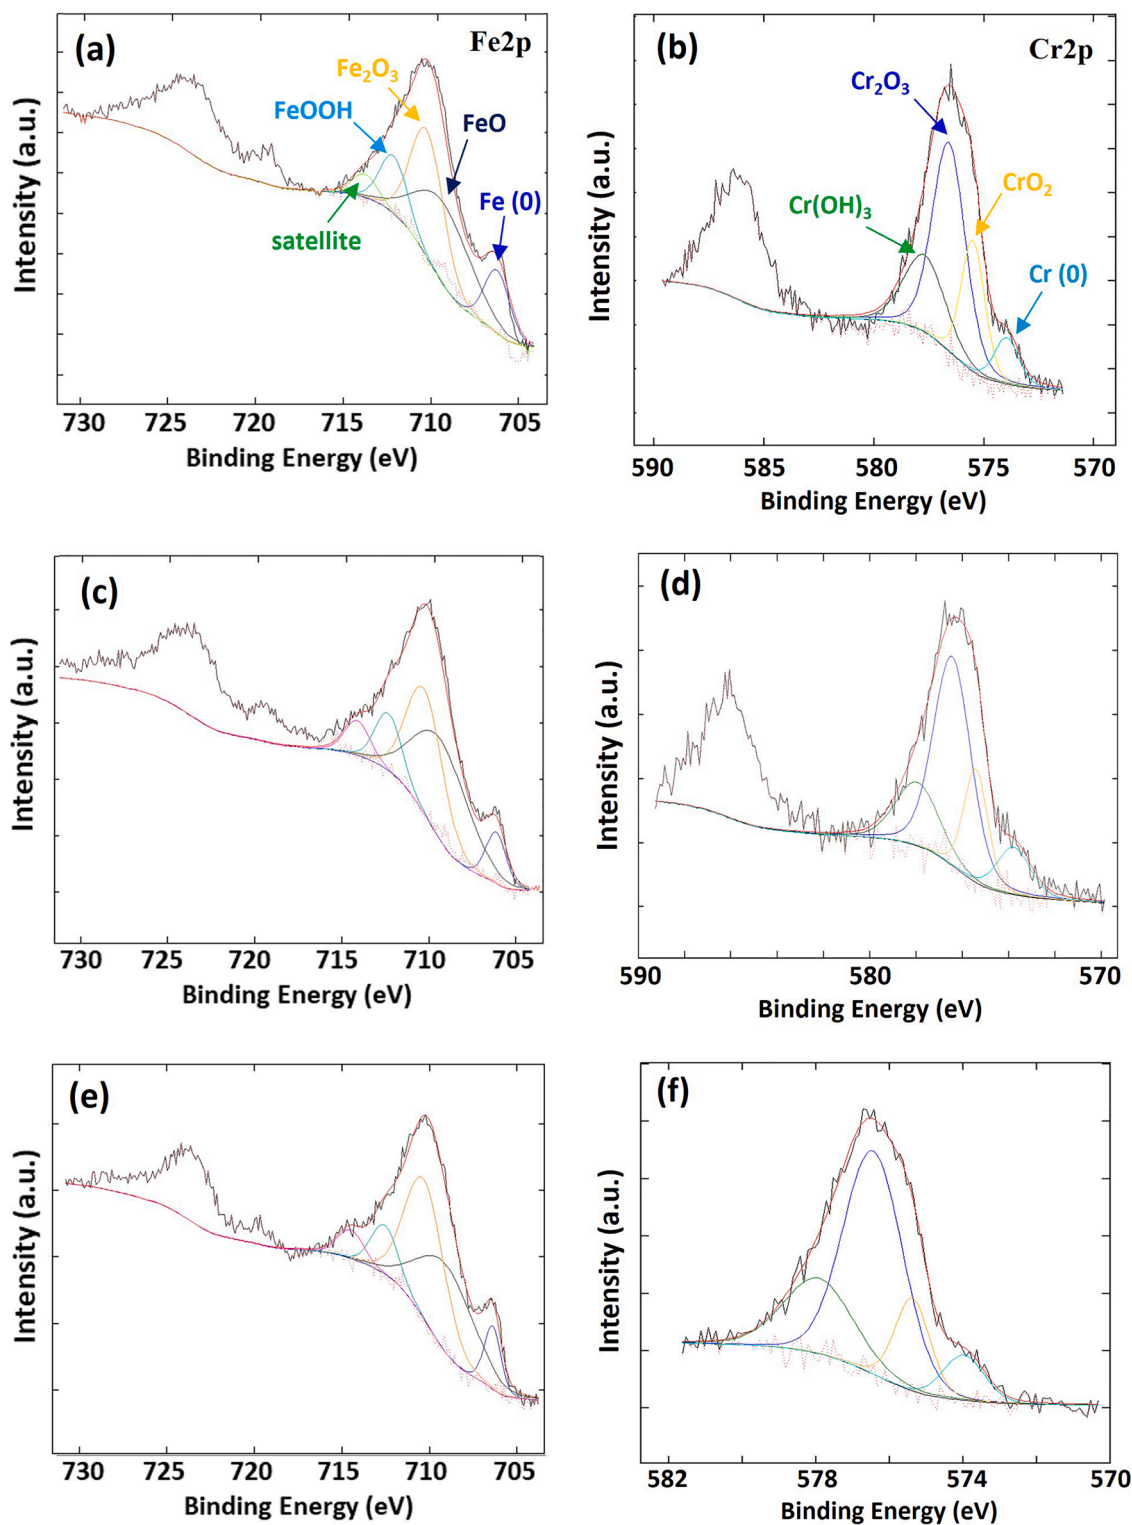 (a)
Fe2p
Fe₂O₃
FeOOH
FeO
Fe (0)
satellite
Intensity (a.u.)
730 725 720 715 710 705
Binding Energy (eV)
(b)
Cr2p
Cr₂O₃
CrO₂
Cr(OH)₃
Cr (0)
Intensity (a.u.)
590 585 580 575 570
Binding Energy (eV)
(c)
Intensity (a.u.)
730 725 720 715 710 705
Binding Energy (eV)
(d)
Intensity (a.u.)
590 580 570
Binding Energy (eV)
(e)
Intensity (a.u.)
730 725 720 715 710 705
Binding Energy (eV)
(f)
Intensity (a.u.)
582 578 574 570
Binding Energy (eV)